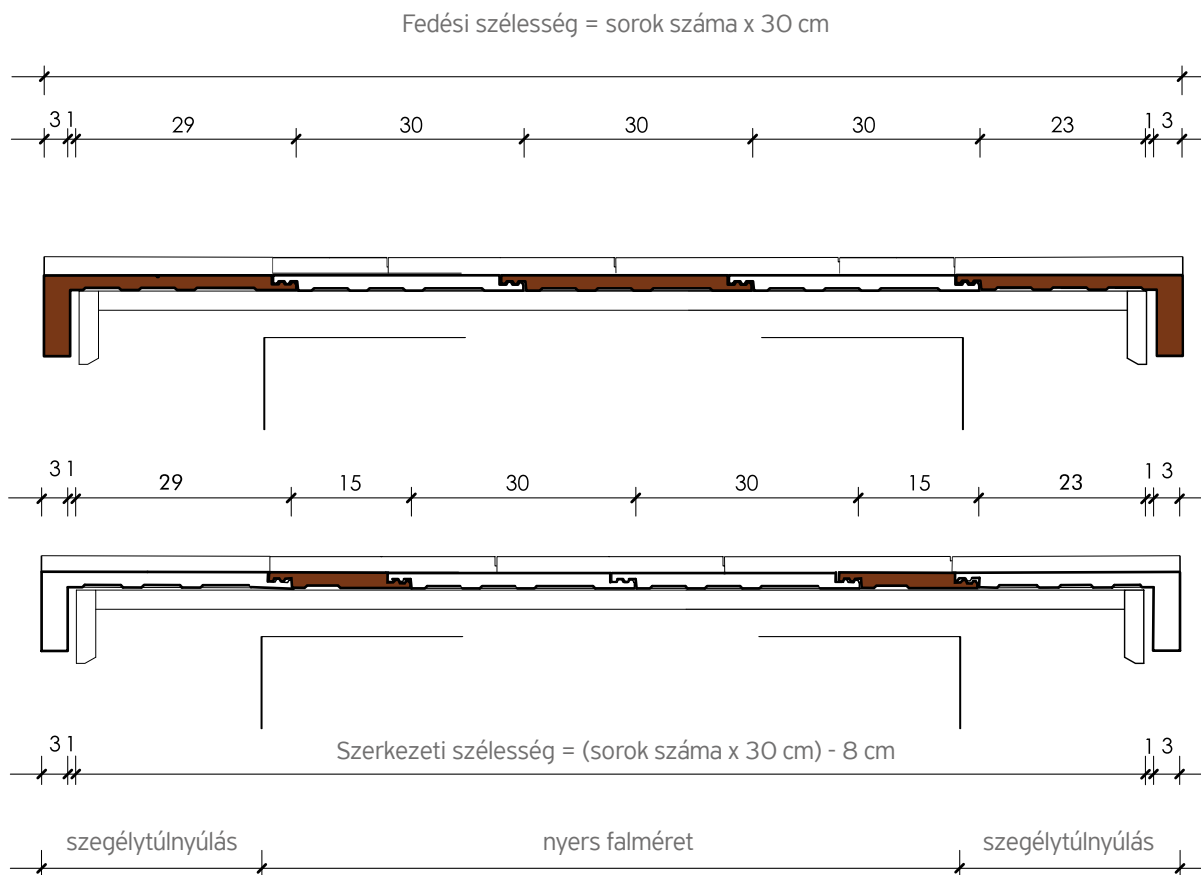 Fedési szélesség = sorok száma x 30 cm
3 1 29 30 30 30 23 1 3
3 1 29 15 30 30 15 23 1 3
3 1 Szerkezeti szélesség = (sorok száma x 30 cm) - 8 cm 1 3
szegélytúlnyúlás nyers falméret szegélytúlnyúlás